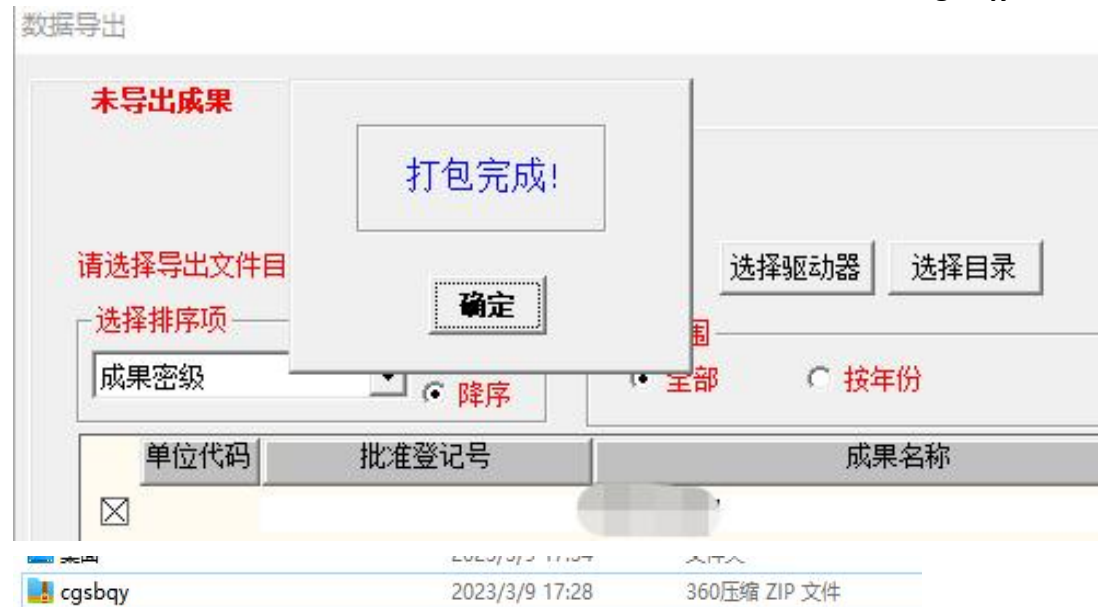 数据导出
未导出成果
打包完成!
请选择导出文件目
选择驱动器
选择目录
选择排序项
围
成果密级
确定
降序
全部
按年份
单位代码
批准登记号
成果名称
cgsbqy
2023/3/9 17:28
360压缩 ZIP 文件